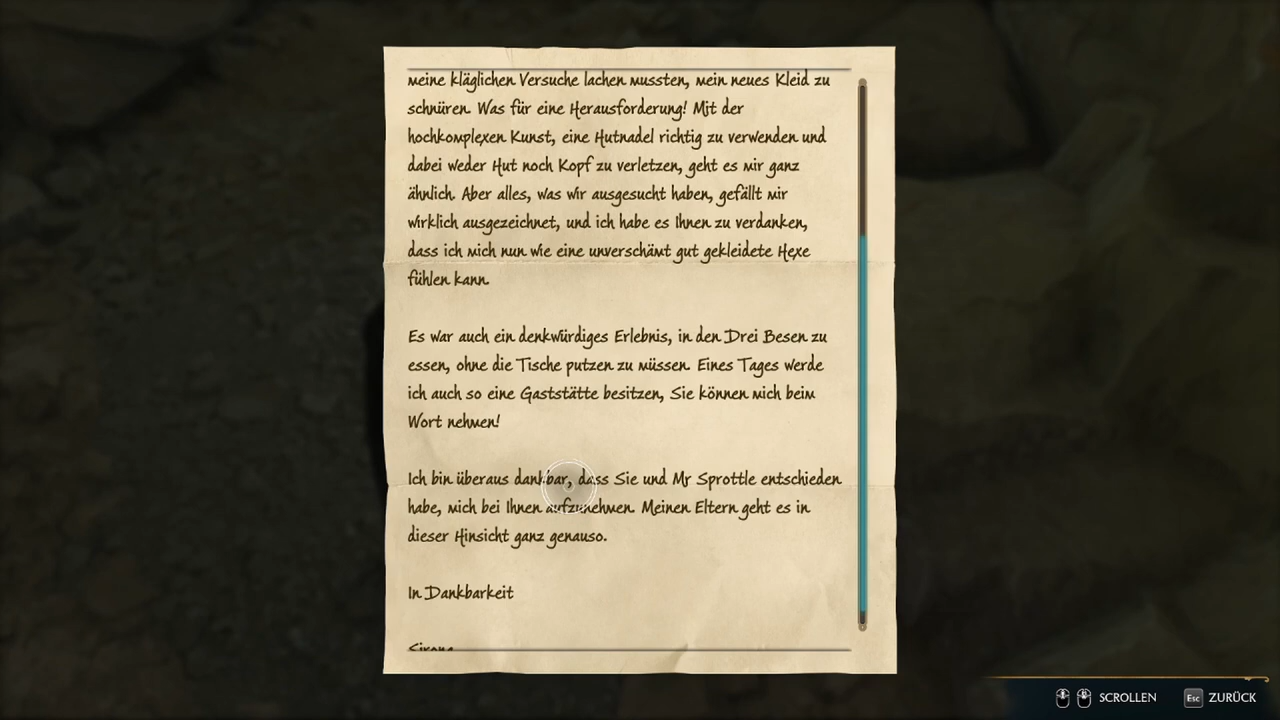 meine kläglichen Versuche lachen mussten, mein neues Kleid zu
schnüren. Was für eine Herausforderung! Mit der
hochkomplexen Kunst, eine Hutnadel richtig zu verwenden und
dabei weder Hut noch Kopf zu verletzen, geht es mir ganz
ähnlich. Aber alles, was wir ausgesucht haben, gefällt mir
wirklich ausgezeichnet, und ich habe es Ihnen zu verdanken,
dass ich mich nun wie eine unverschämt gut gekleidete Hexe
fühlen kann.
Es war auch ein denkwürdiges Erlebnis, in den Drei Besen zu
essen, ohne die Tische putzen zu müssen. Eines Tages werde
ich auch so eine Gaststätte besitzen, Sie können mich beim
Wort nehmen!
Ich bin überaus dankbar, dass Sie und Mr Sprottle entschieden
habe, mich bei Ihnen aufzunehmen. Meinen Eltern geht es in
dieser Hinsicht ganz genauso.
In Dankbarkeit
Sirona
SCROLLEN Esc ZURÜCK